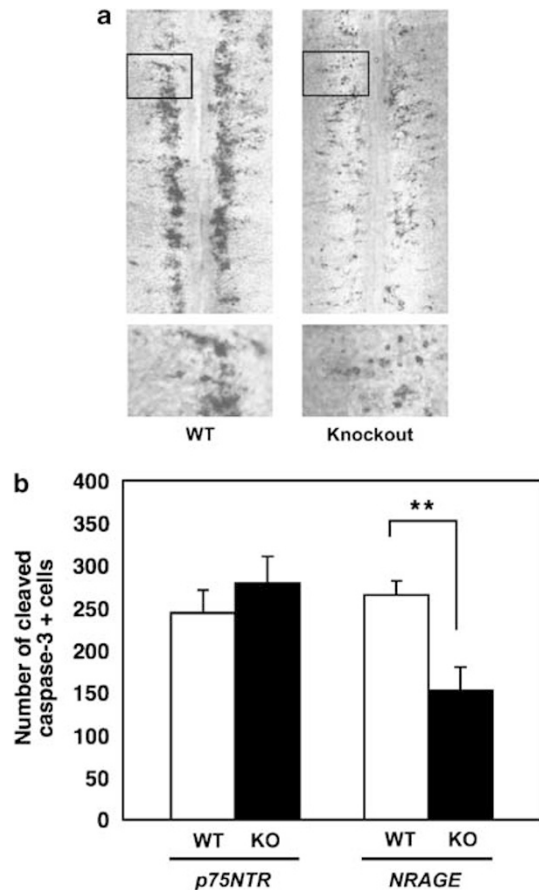 a
WT Knockout
b
Number of cleaved
caspase-3 + cells
400
350
300
250
200
150
100
50
0
**
WT KO WT KO
p75NTR NRAGE